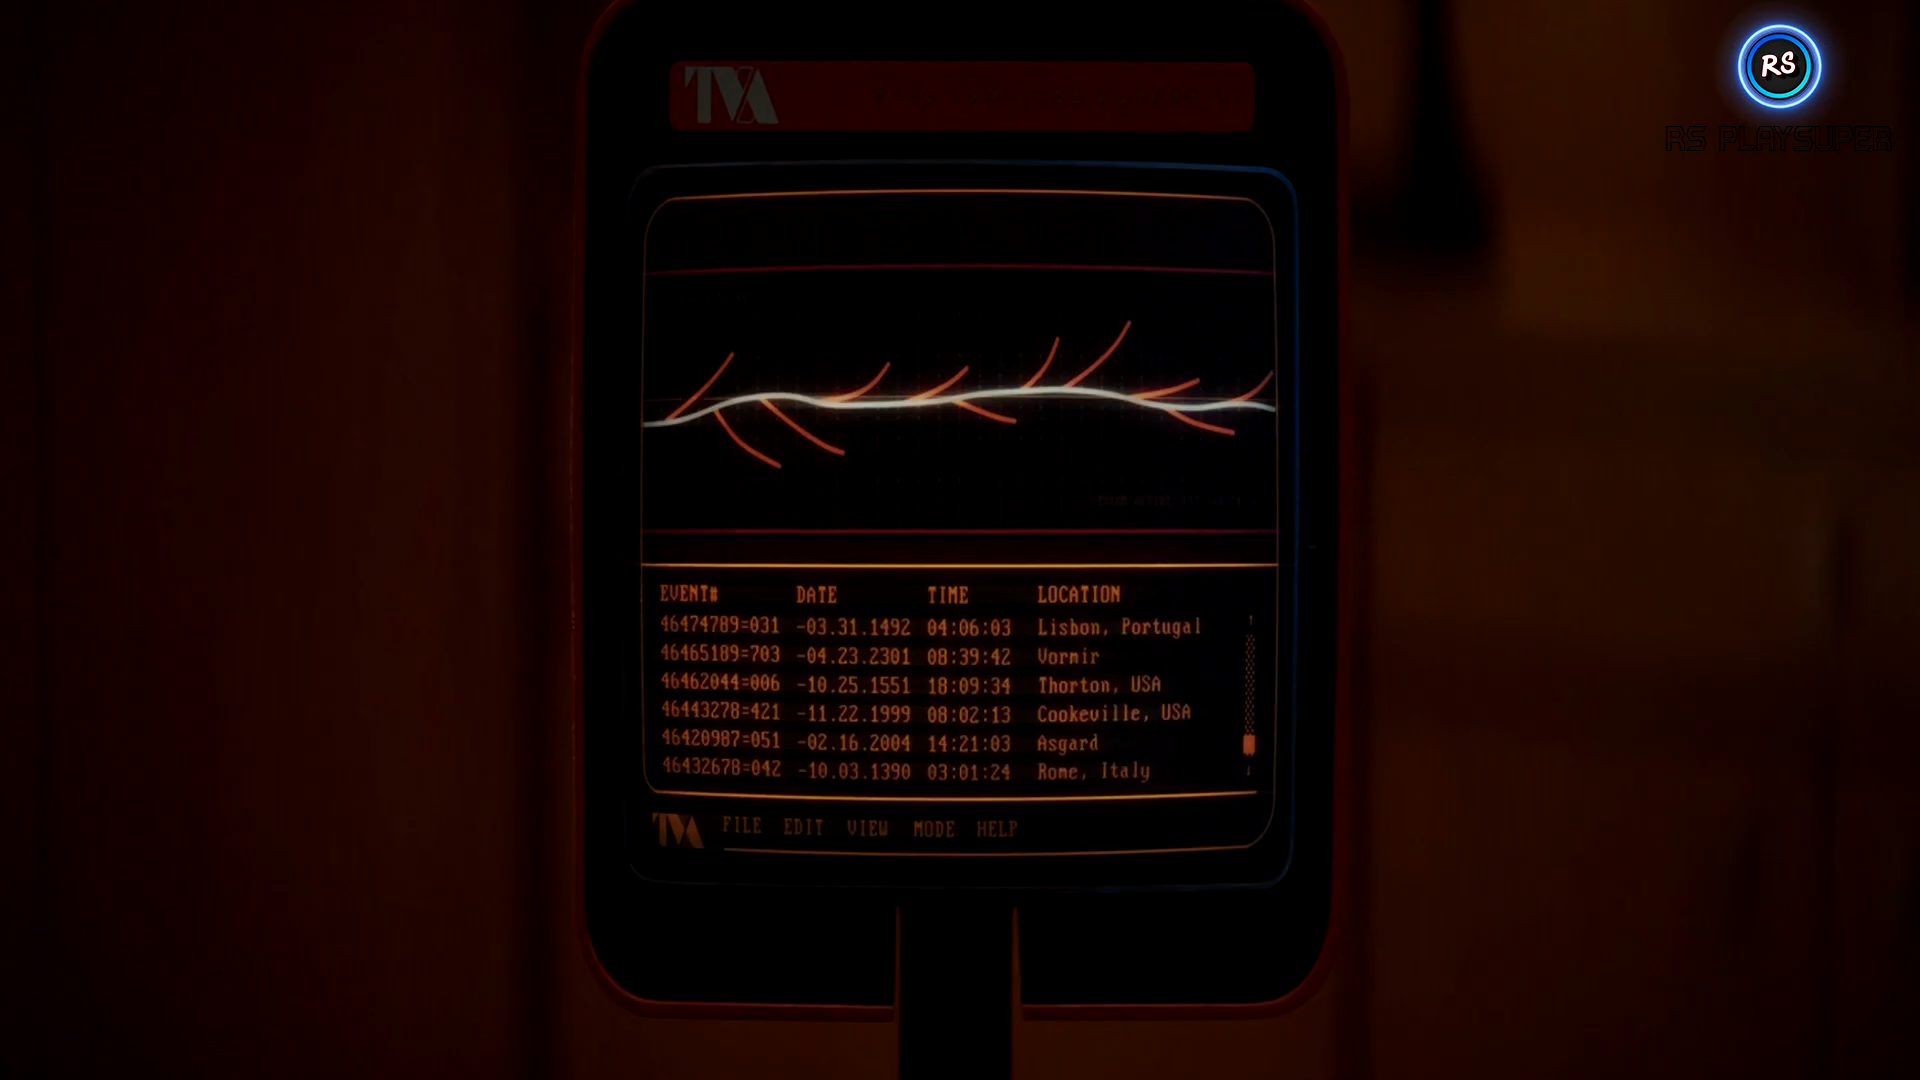 TVA
RS
RS PLAYSUPER
EVENT# DATE TIME LOCATION
46474789=031 -03.31.1492 04:06:03 Lisbon, Portugal
46465189=703 -04.23.2301 08:39:42 Vormir
46462044=006 -10.25.1551 18:09:34 Thorton, USA
46443278=421 -11.22.1999 08:02:13 Cookeville, USA
46420987=051 -02.16.2004 14:21:03 Asgard
46432678=042 -10.03.1390 03:01:24 Rome, Italy
TVA FILE EDIT VIEW MODE HELP